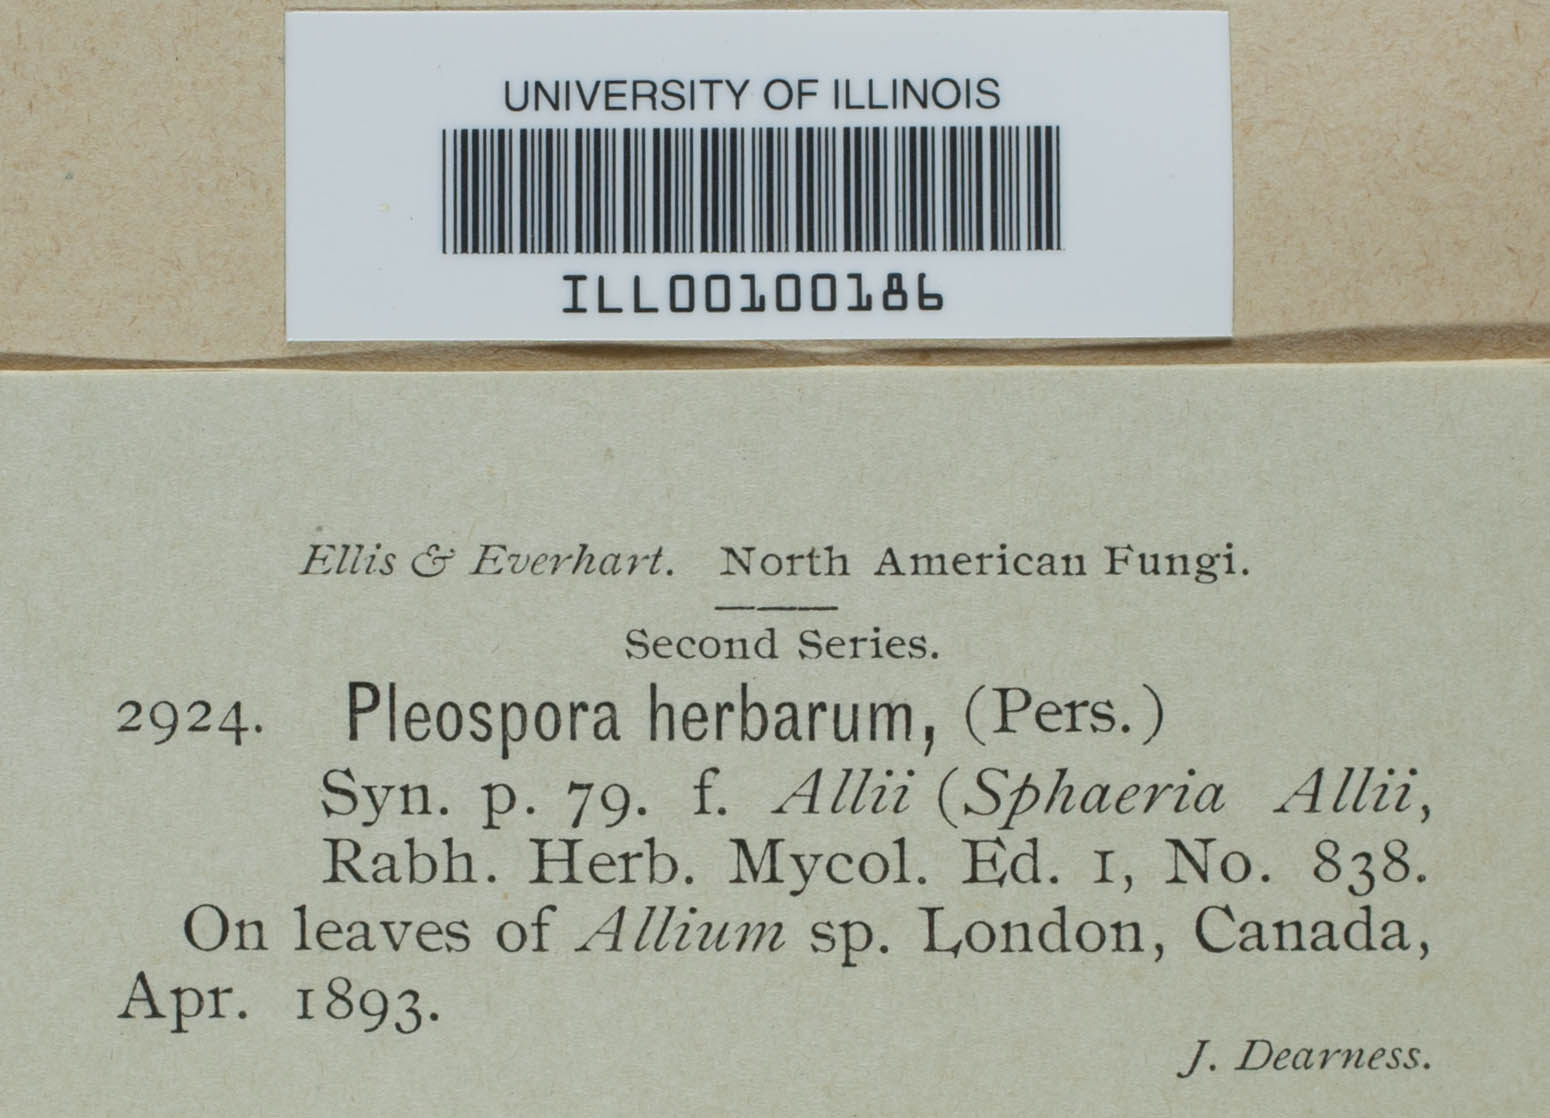 UNIVERSITY OF ILLINOIS
ILL00100186
Ellis & Everhart. North American Fungi.
Second Series.
2924. Pleospora herbarum, (Pers.)
Syn. p. 79. f. Allii (Sphaeria Allii,
Rabh. Herb. Mycol. Ed. 1, No. 838.
On leaves of Allium sp. London, Canada,
Apr. 1893.
J. Dearness.